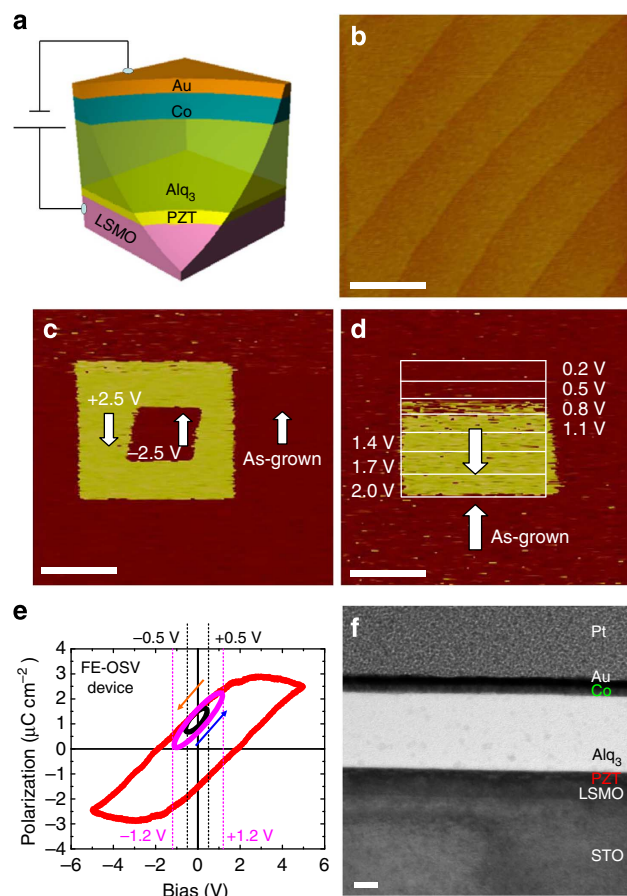 a
Au
Co
Alq3
PZT
LSMO
b
c
+2.5 V
−2.5 V
As-grown
d
0.2 V
0.5 V
0.8 V
1.1 V
1.4 V
1.7 V
2.0 V
As-grown
e
−0.5 V
+0.5 V
FE-OSV
device
4
3
2
1
0
−1
−2
−3
−4
Polarization (μC cm−2)
−1.2 V
+1.2 V
−6 −4 −2 0 2 4 6
Bias (V)
f
Pt
Au
Co
Alq3
PZT
LSMO
STO